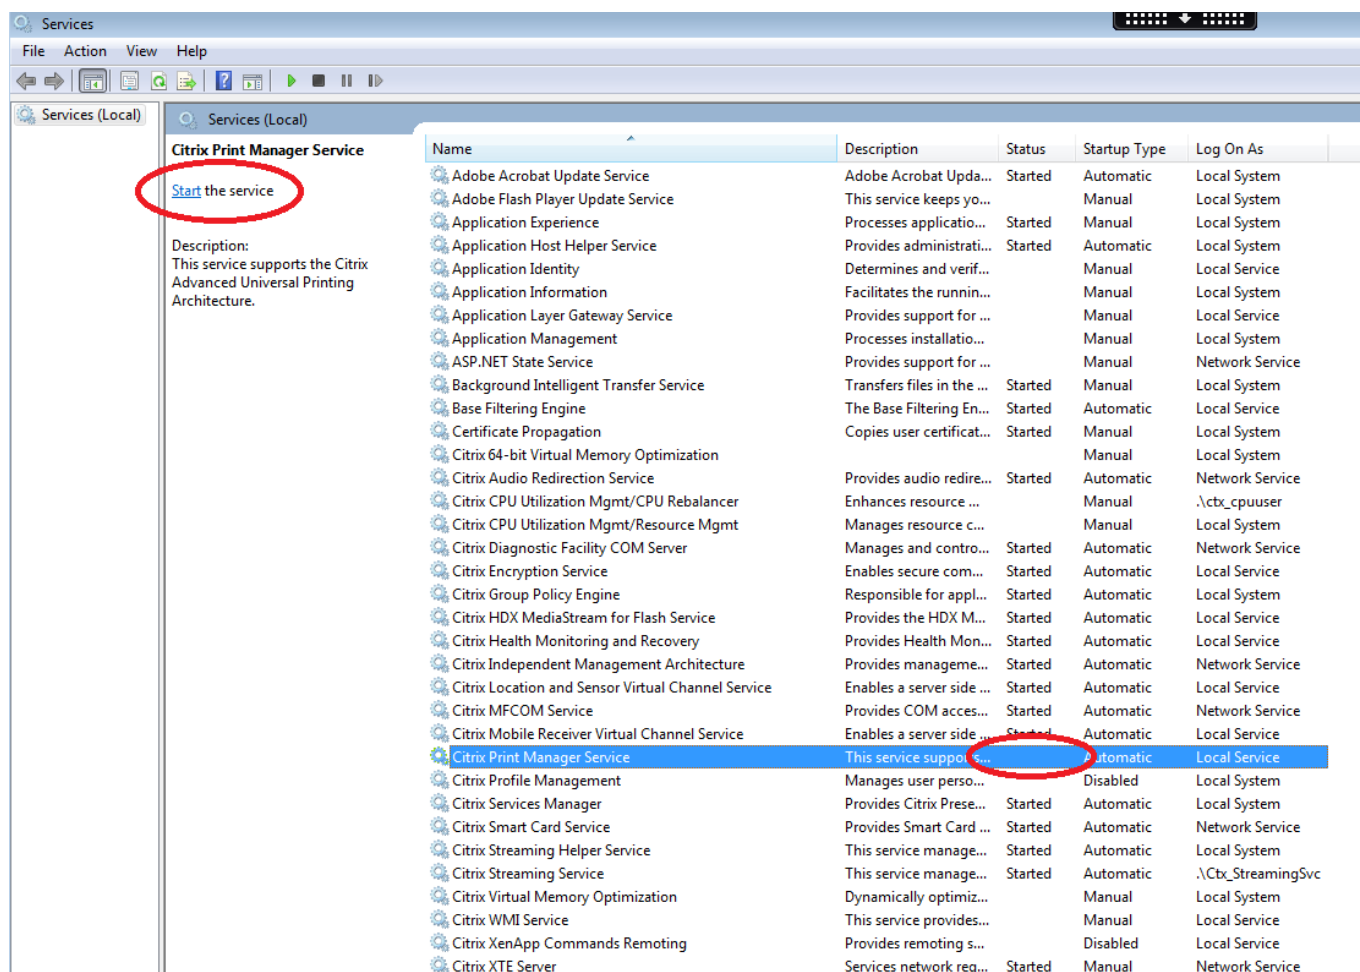 Services
File Action View Help
Services (Local)
Services (Local)
Citrix Print Manager Service
Start the service
Description:
This service supports the Citrix
Advanced Universal Printing
Architecture.
Name Description Status Startup Type Log On As
Adobe Acrobat Update Service Adobe Acrobat Upda... Started Automatic Local System
Adobe Flash Player Update Service This service keeps yo... Manual Local System
Application Experience Processes applicatio... Started Manual Local System
Application Host Helper Service Provides administrati... Started Automatic Local System
Application Identity Determines and verif... Manual Local Service
Application Information Facilitates the runnin... Manual Local System
Application Layer Gateway Service Provides support for ... Manual Local Service
Application Management Processes installatio... Manual Local System
ASP.NET State Service Provides support for ... Manual Network Service
Background Intelligent Transfer Service Transfers files in the ... Started Manual Local System
Base Filtering Engine The Base Filtering En... Started Automatic Local Service
Certificate Propagation Copies user certificat... Started Manual Local System
Citrix 64-bit Virtual Memory Optimization Manual Local System
Citrix Audio Redirection Service Provides audio redire... Started Automatic Network Service
Citrix CPU Utilization Mgmt/CPU Rebalancer Enhances resource ... Manual .\ctx_cpuuser
Citrix CPU Utilization Mgmt/Resource Mgmt Manages resource c... Manual Local System
Citrix Diagnostic Facility COM Server Manages and contro... Started Automatic Network Service
Citrix Encryption Service Enables secure com... Started Automatic Local Service
Citrix Group Policy Engine Responsible for appl... Started Automatic Local System
Citrix HDX MediaStream for Flash Service Provides the HDX M... Started Automatic Local Service
Citrix Health Monitoring and Recovery Provides Health Mon... Started Automatic Local Service
Citrix Independent Management Architecture Provides manageme... Started Automatic Network Service
Citrix Location and Sensor Virtual Channel Service Enables a server side ... Started Automatic Local Service
Citrix MFCOM Service Provides COM acces... Started Automatic Network Service
Citrix Mobile Receiver Virtual Channel Service Enables a server side ... Started Automatic Local Service
Citrix Print Manager Service This service supports... Automatic Local Service
Citrix Profile Management Manages user perso... Disabled Local System
Citrix Services Manager Provides Citrix Prese... Started Automatic Local System
Citrix Smart Card Service Provides Smart Card ... Started Automatic Network Service
Citrix Streaming Helper Service This service manage... Started Automatic Local System
Citrix Streaming Service This service manage... Started Automatic .\Ctx_StreamingSvc
Citrix Virtual Memory Optimization Dynamically optimiz... Manual Local System
Citrix WMI Service This service provides... Manual Local Service
Citrix XenApp Commands Remoting Provides remoting s... Disabled Local Service
Citrix XTE Server Services network req... Started Manual Network Service